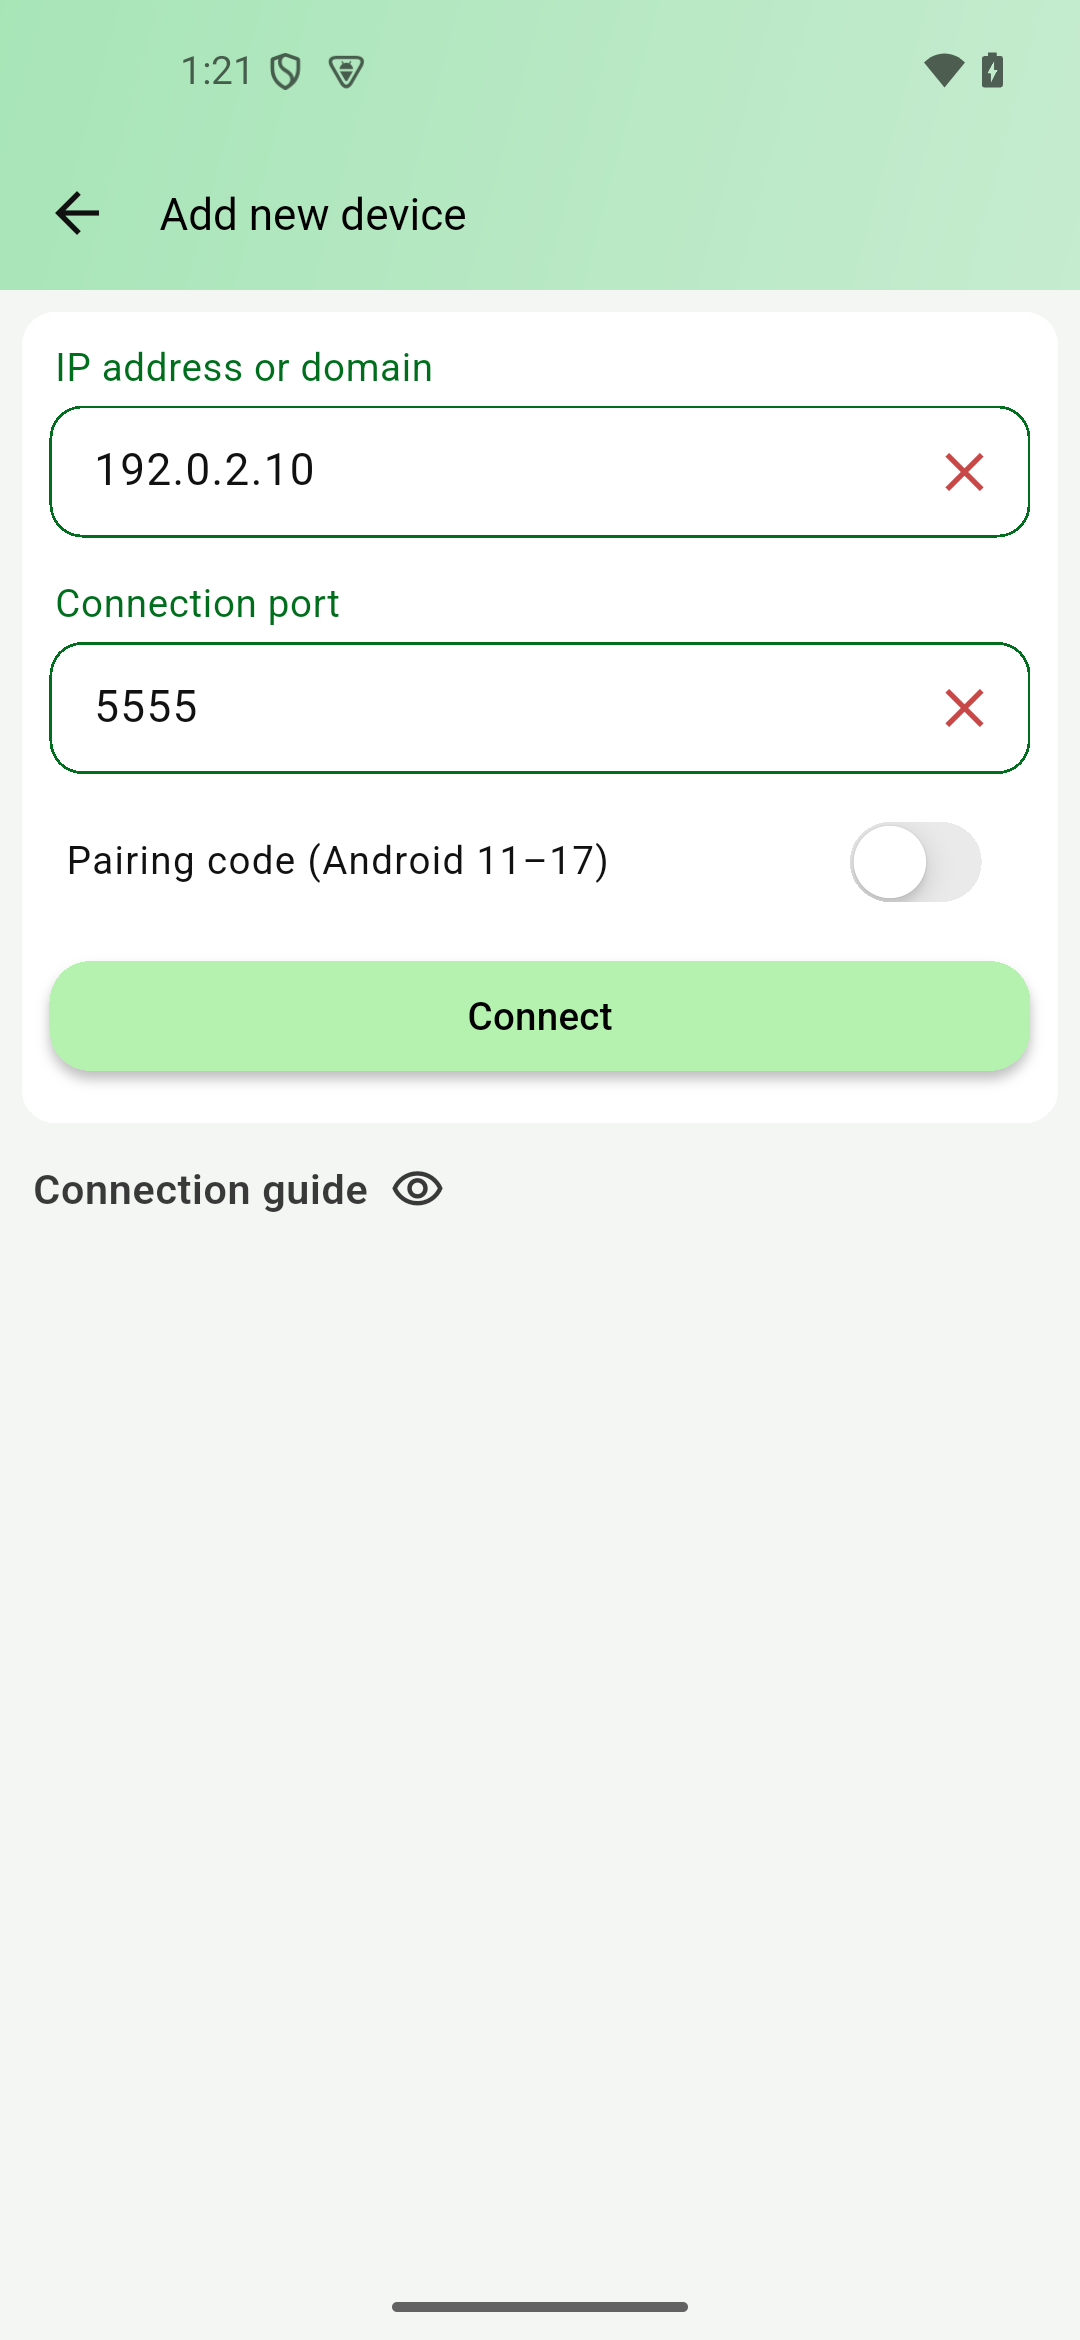 1:21
Add new device
IP address or domain
192.0.2.10
Connection port
5555
Pairing code (Android 11–17)
Connect
Connection guide